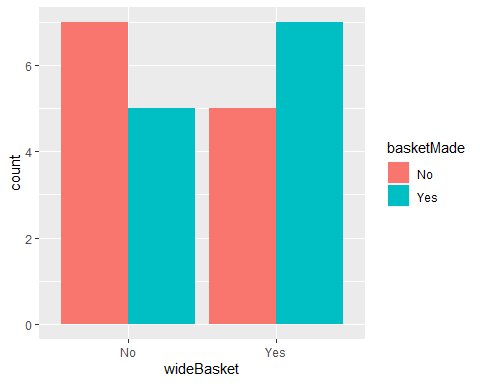 count
6
4
2
0
No
Yes
wideBasket
basketMade
No
Yes